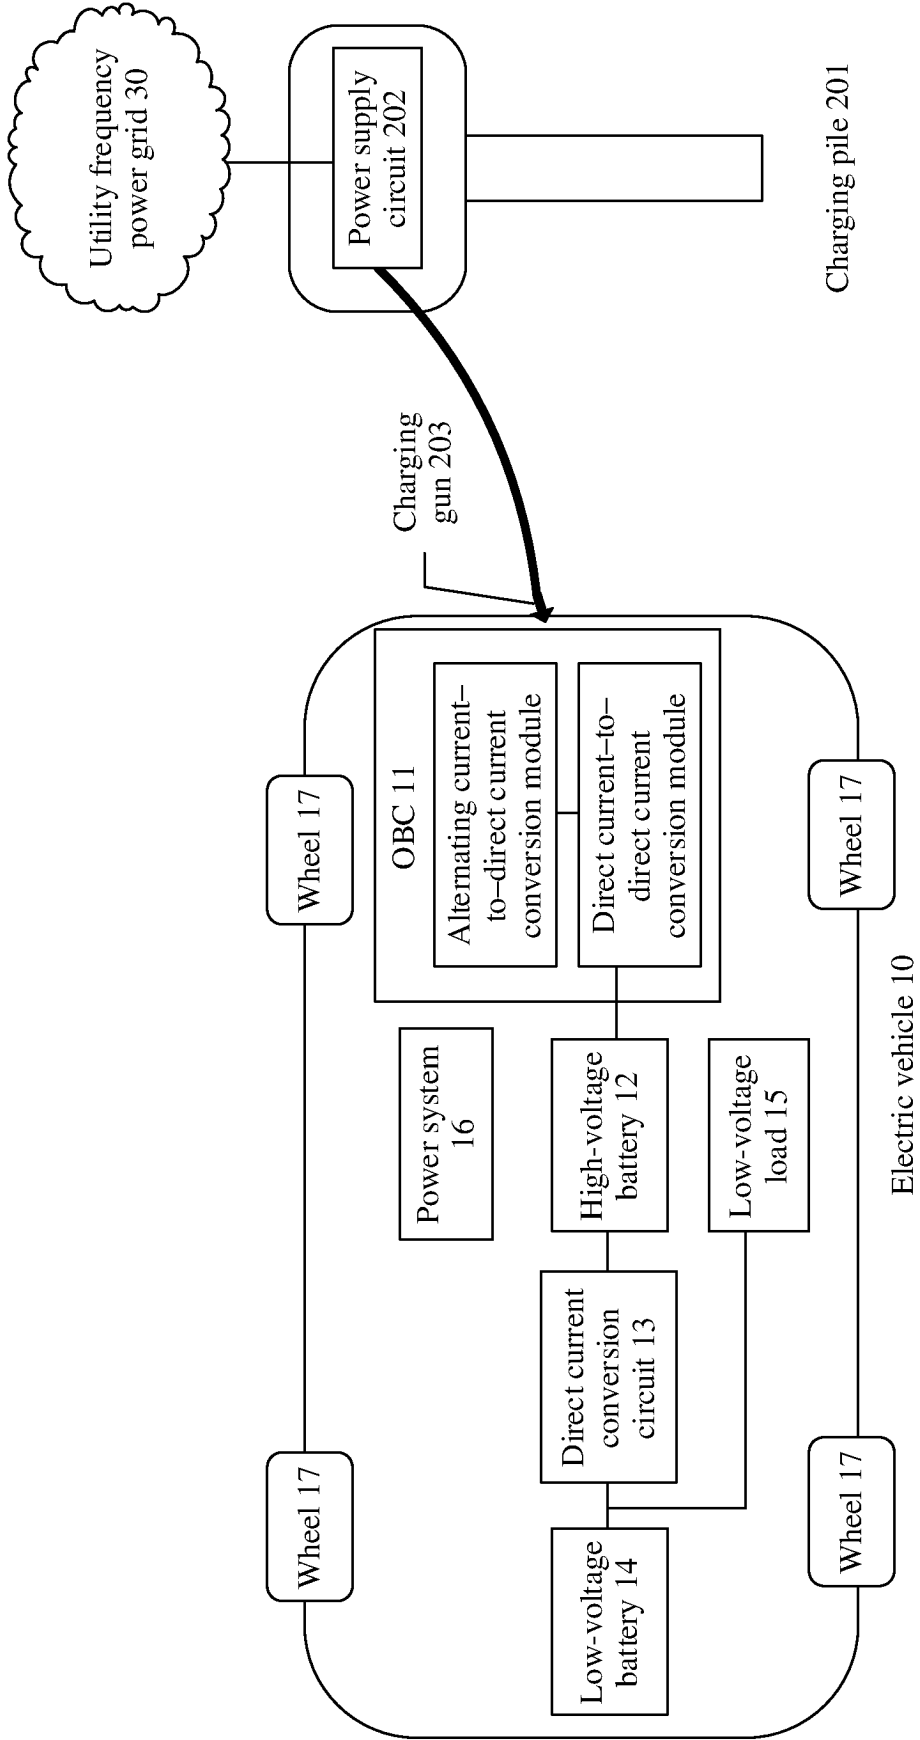 Utility frequency
power grid 30
Power supply
circuit 202
Charging pile 201
Charging
gun 203
Wheel 17
Wheel 17
OBC 11
Alternating current–
to–direct current
conversion module
Direct current–to–
direct current
conversion module
Power system
16
High-voltage
battery 12
Low-voltage
load 15
Direct current
conversion
circuit 13
Low-voltage
battery 14
Wheel 17
Wheel 17
Electric vehicle 10